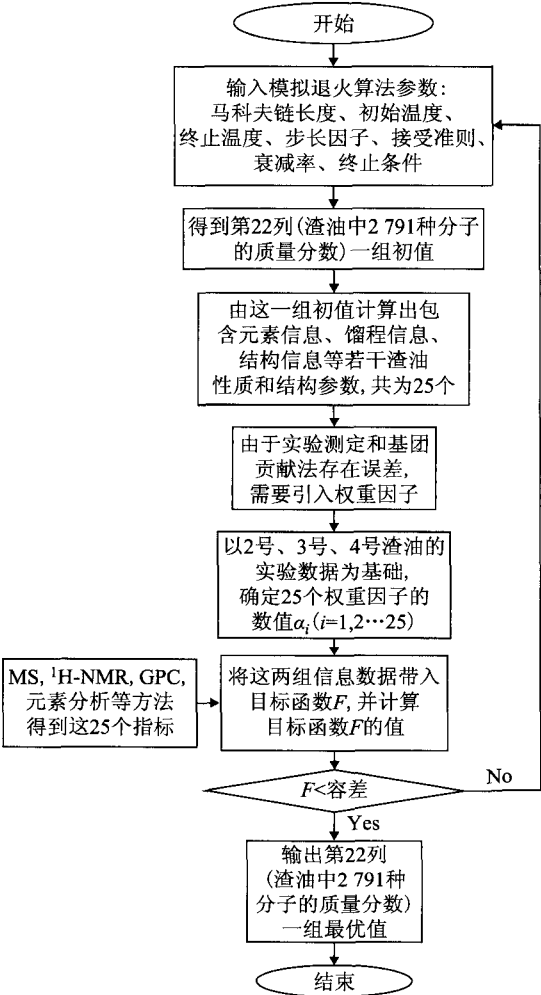 开始
输入模拟退火算法参数:
马科夫链长度、初始温度、
终止温度、步长因子、接受准则、
衰减率、终止条件
得到第22列(渣油中2 791种分子
的质量分数)一组初值
由这一组初值计算出包
含元素信息、馏程信息、
结构信息等若干渣油
性质和结构参数,共为25个
由于实验测定和基团
贡献法存在误差,
需要引入权重因子
以2号、3号、4号渣油的
实验数据为基础,
确定25个权重因子的
数值αi(i=1,2…25)
MS, ¹H-NMR, GPC,
元素分析等方法
得到这25个指标
将这两组信息数据带入
目标函数F,并计算
目标函数F的值
F<容差
No
Yes
输出第22列
(渣油中2 791种
分子的质量分数)
一组最优值
结束